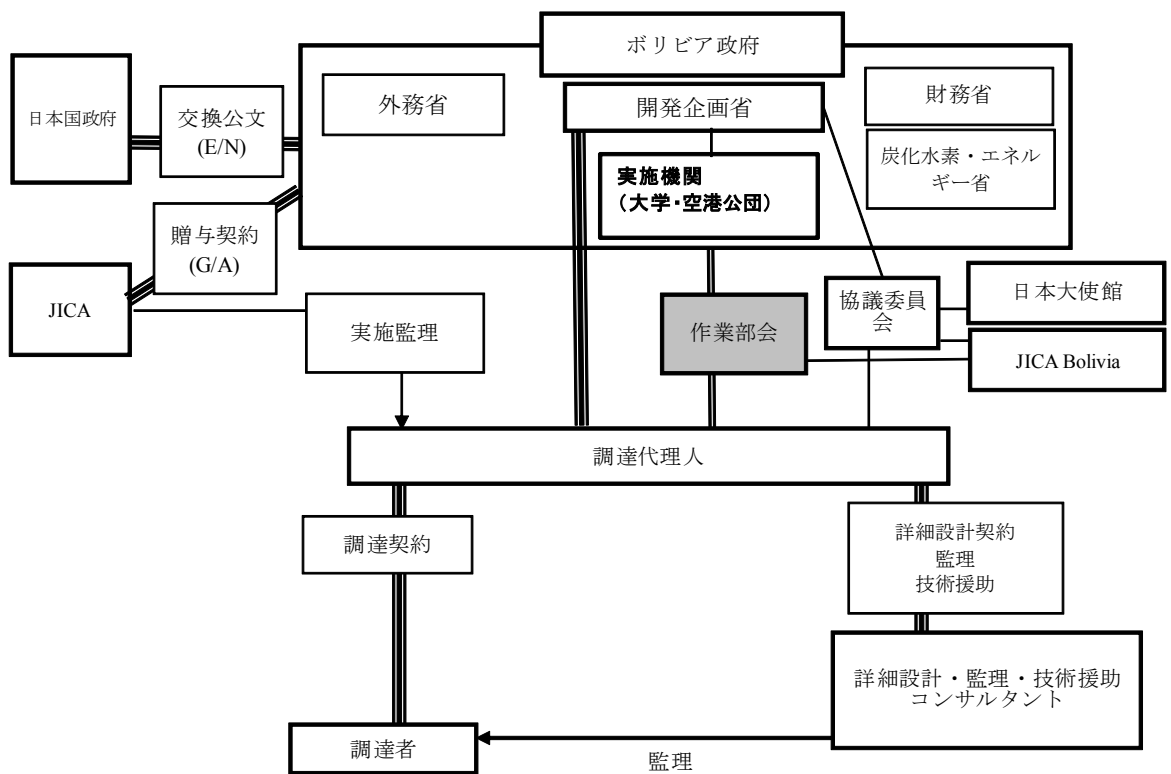 ボリビア政府
日本国政府
交換公文
(E/N)
外務省
開発企画省
財務省
炭化水素・エネル
ギー省
実施機関
(大学・空港公団)
贈与契約
(G/A)
JICA
実施監理
作業部会
協議委員
会
日本大使館
JICA Bolivia
調達代理人
調達契約
詳細設計契約
監理
技術援助
詳細設計・監理・技術援助
コンサルタント
調達者
監理